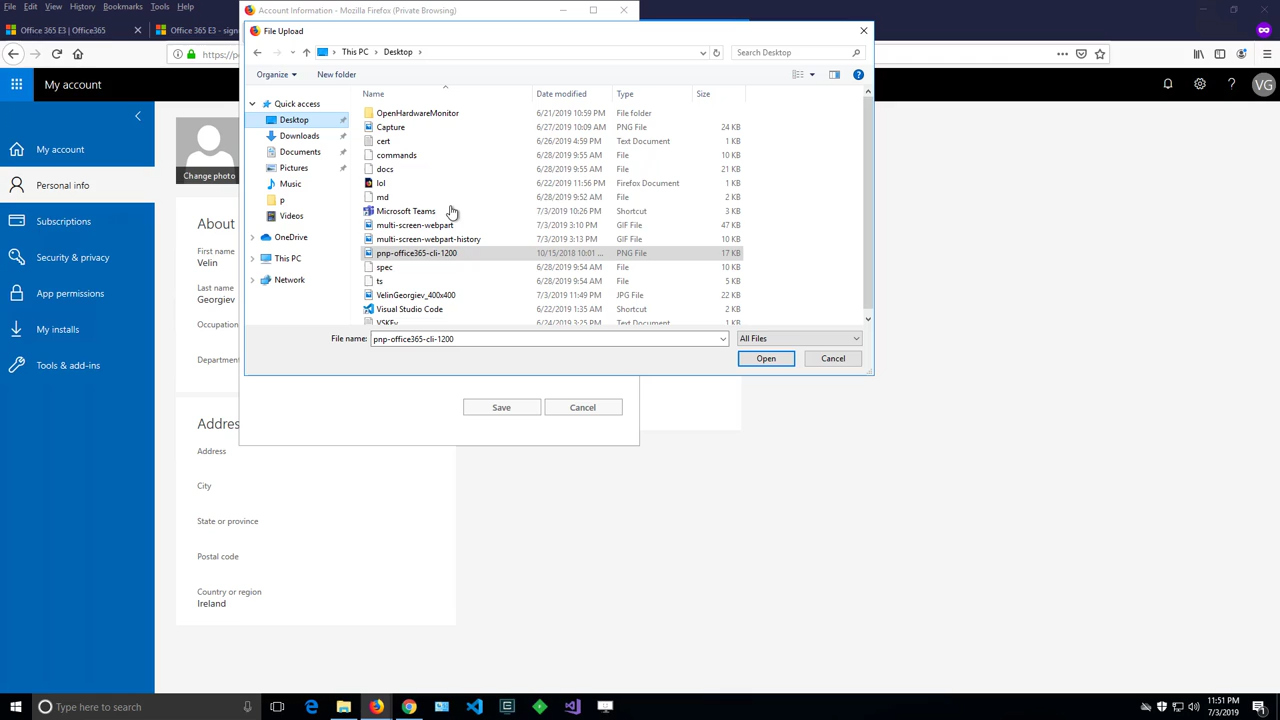 File Edit View History Bookmarks Tools Help
Account Information - Mozilla Firefox (Private Browsing)
Office 365 E3 | Office365
Office 365 E3 - sign
https://p
My account
VG
File Upload
This PC > Desktop >
Search Desktop
Organize
New folder
Quick access
Desktop
Downloads
Documents
Pictures
Music
p
Videos
OneDrive
This PC
Network
Name Date modified Type Size
OpenHardwareMonitor 6/21/2019 10:59 PM File folder
Capture 6/27/2019 10:09 AM PNG File 24 KB
cert 6/26/2019 4:59 PM Text Document 1 KB
commands 6/28/2019 9:55 AM File 10 KB
docs 6/28/2019 9:55 AM File 21 KB
lol 6/22/2019 11:56 PM Firefox Document 1 KB
md 6/28/2019 9:52 AM File 2 KB
Microsoft Teams 7/3/2019 10:26 PM Shortcut 3 KB
multi-screen-webpart 7/3/2019 3:10 PM GIF File 47 KB
multi-screen-webpart-history 7/3/2019 3:13 PM GIF File 10 KB
pnp-office365-cli-1200 10/15/2018 10:01 ... PNG File 17 KB
spec 6/28/2019 9:54 AM File 10 KB
ts 6/28/2019 9:54 AM File 5 KB
VelinGeorgiev_400x400 7/3/2019 11:49 PM JPG File 22 KB
Visual Studio Code 6/22/2019 1:35 AM Shortcut 2 KB
VSKEy 6/24/2019 3:25 PM Text Document 1 KB
File name: pnp-office365-cli-1200
All Files
Open
Cancel
Save
Cancel
My account
Personal info
Subscriptions
Security & privacy
App permissions
My installs
Tools & add-ins
Change photo
About
First name
Velin
Last name
Georgiev
Occupation
Department
Address
Address
City
State or province
Postal code
Country or region
Ireland
Type here to search
11:51 PM
7/3/2019
1